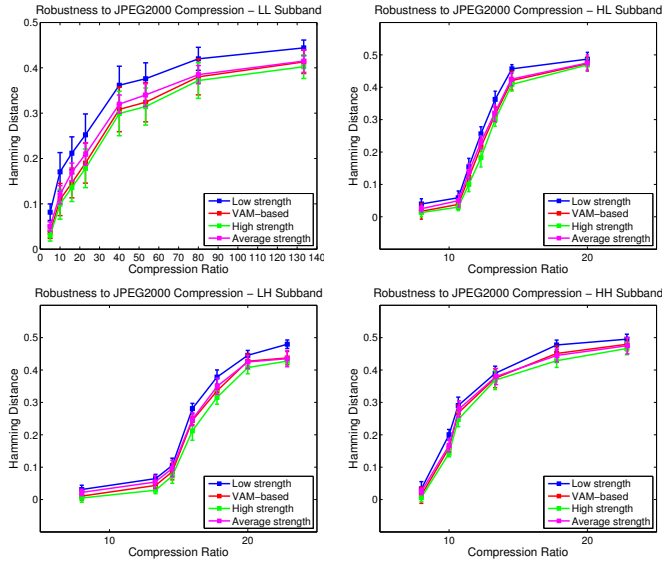 Robustness to JPEG2000 Compression − LL Subband
Hamming Distance
0.5
0.4
0.3
0.2
0.1
0
0 10 20 30 40 50 60 70 80 90 100 110 120 130 140
Compression Ratio
Low strength
VAM−based
High strength
Average strength
Robustness to JPEG2000 Compression − HL Subband
Hamming Distance
0.5
0.4
0.3
0.2
0.1
0
10 20
Compression Ratio
Low strength
VAM−based
High strength
Average strength
Robustness to JPEG2000 Compression − LH Subband
Hamming Distance
0.5
0.4
0.3
0.2
0.1
0
10 20
Compression Ratio
Low strength
VAM−based
High strength
Average strength
Robustness to JPEG2000 Compression − HH Subband
Hamming Distance
0.5
0.4
0.3
0.2
0.1
0
10 20
Compression Ratio
Low strength
VAM−based
High strength
Average strength